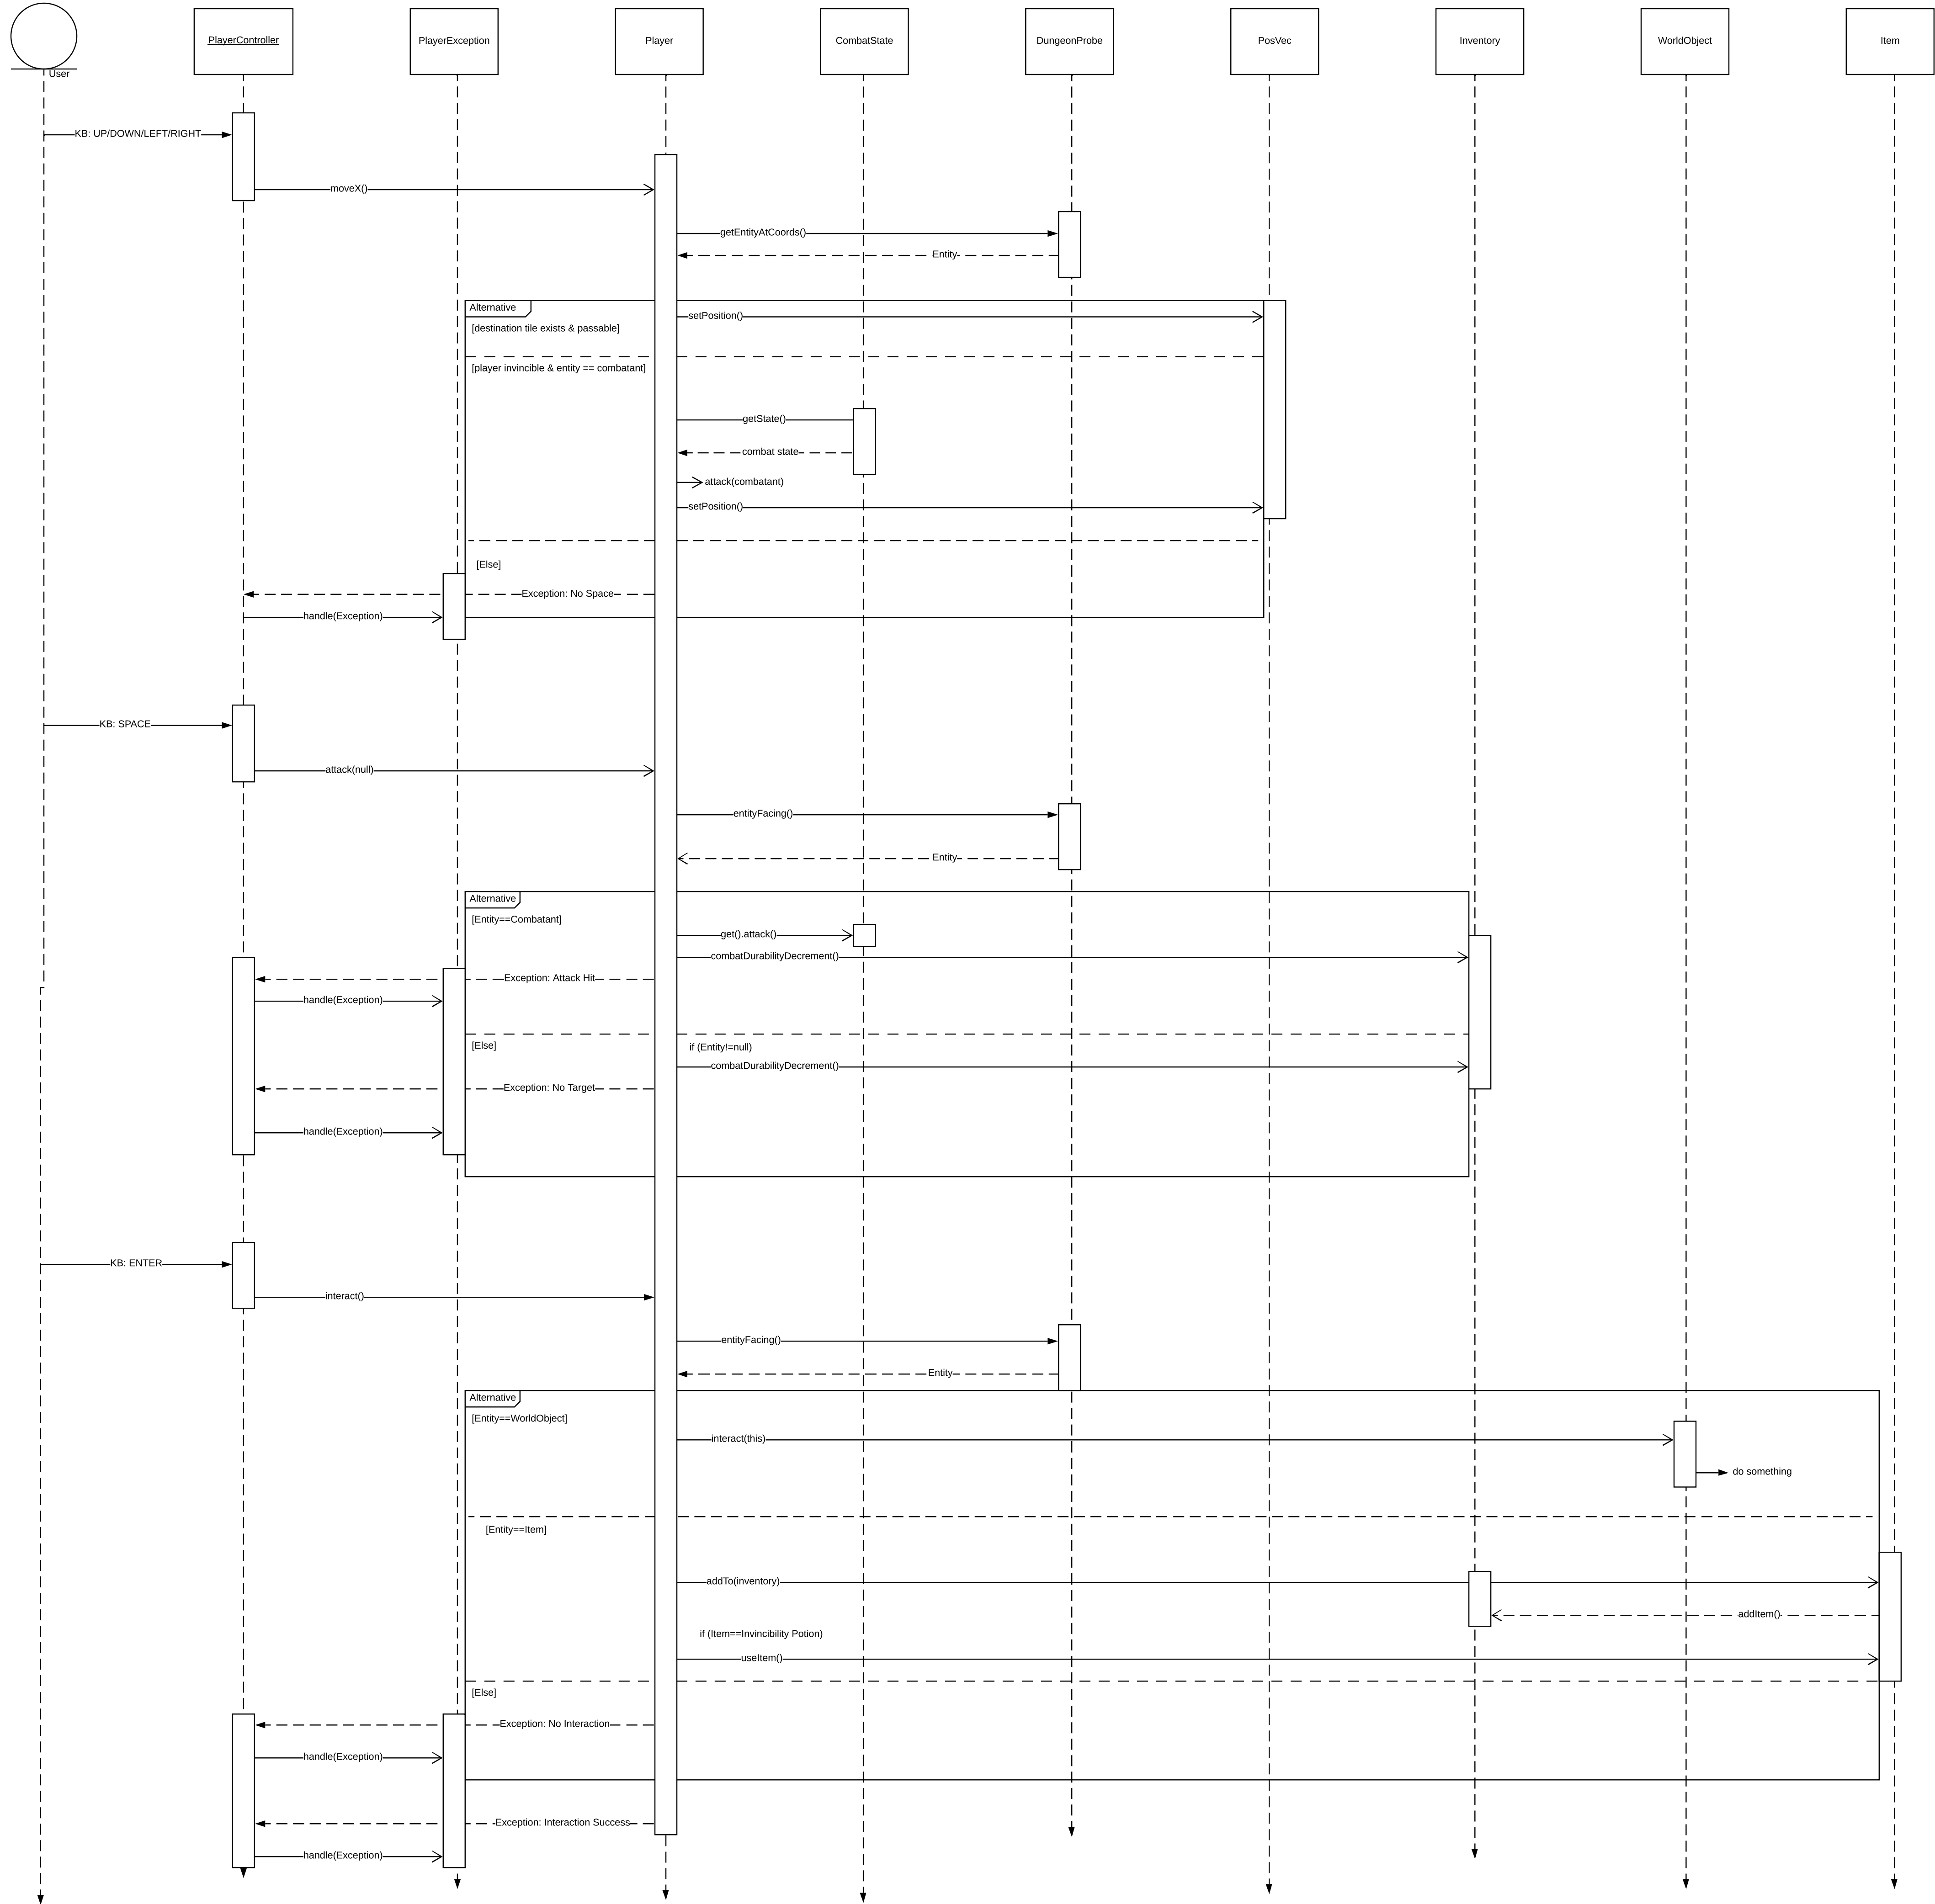 User
PlayerController
PlayerException
Player
CombatState
DungeonProbe
PosVec
Inventory
WorldObject
Item
KB: UP/DOWN/LEFT/RIGHT
moveX()
getEntityAtCoords()
Entity
Alternative
setPosition()
[destination tile exists & passable]
[player invincible & entity == combatant]
getState()
combat state
attack(combatant)
setPosition()
[Else]
Exception: No Space
handle(Exception)
KB: SPACE
attack(null)
entityFacing()
Entity
Alternative
[Entity==Combatant]
get().attack()
combatDurabilityDecrement()
Exception: Attack Hit
handle(Exception)
[Else]
if (Entity!=null)
combatDurabilityDecrement()
Exception: No Target
handle(Exception)
KB: ENTER
interact()
entityFacing()
Entity
Alternative
[Entity==WorldObject]
interact(this)
do something
[Entity==Item]
addTo(inventory)
addItem()
if (Item==Invincibility Potion)
useItem()
[Else]
Exception: No Interaction
handle(Exception)
Exception: Interaction Success
handle(Exception)